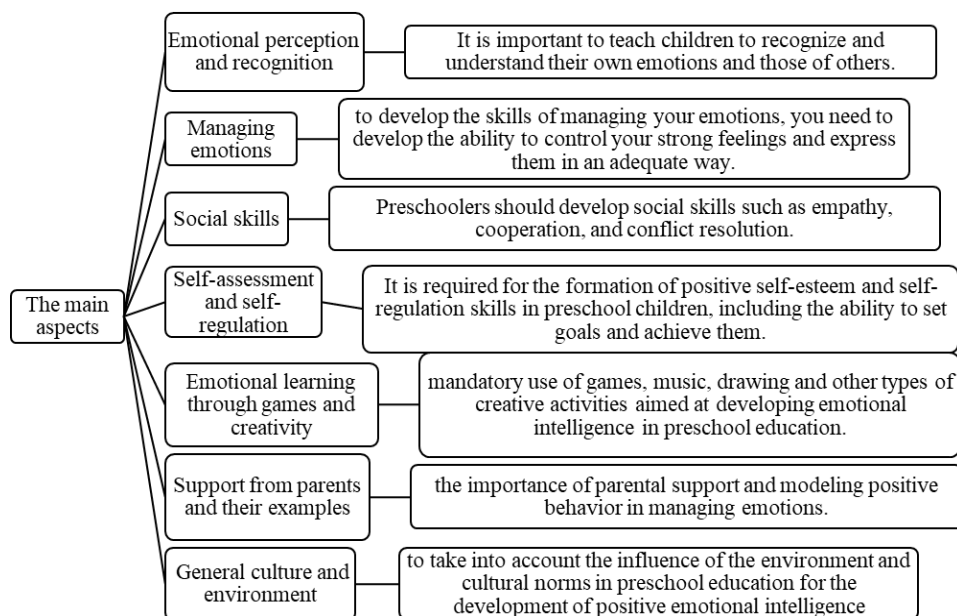 The main
aspects
Emotional perception
and recognition
It is important to teach children to recognize and
understand their own emotions and those of others.
Managing
emotions
to develop the skills of managing your emotions, you need to
develop the ability to control your strong feelings and express
them in an adequate way.
Social skills
Preschoolers should develop social skills such as empathy,
cooperation, and conflict resolution.
Self-assessment
and self-
regulation
It is required for the formation of positive self-esteem and self-
regulation skills in preschool children, including the ability to set
goals and achieve them.
Emotional learning
through games and
creativity
mandatory use of games, music, drawing and other types of
creative activities aimed at developing emotional
intelligence in preschool education.
Support from parents
and their examples
the importance of parental support and modeling positive
behavior in managing emotions.
General culture and
environment
to take into account the influence of the environment and
cultural norms in preschool education for the
development of positive emotional intelligence